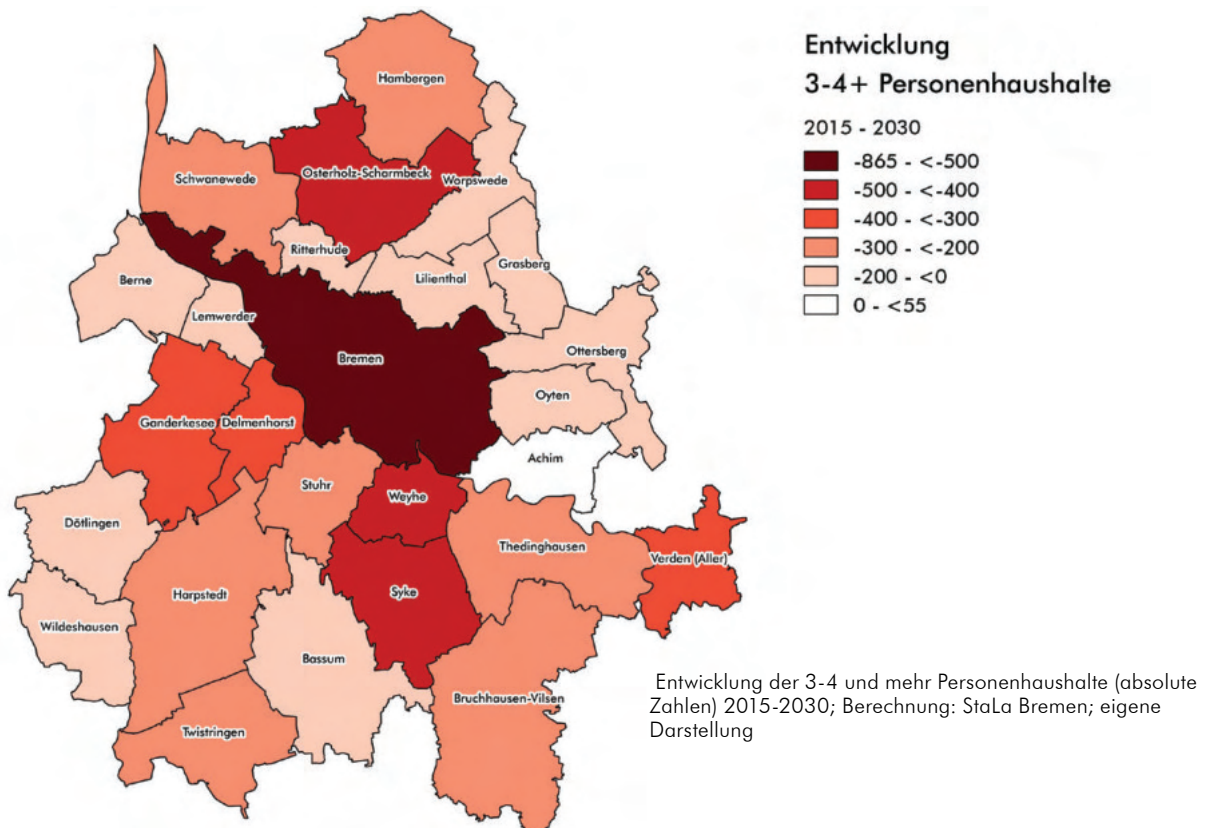 Entwicklung
3-4+ Personenhaushalte
2015 - 2030
-865 - <-500
-500 - <-400
-400 - <-300
-300 - <-200
-200 - <0
0 - <55
Hambergen
Schwanewede
Osterholz-Scharmbeck
Worpswede
Ritterhude
Lilienthal
Grasberg
Berne
Lemwerder
Bremen
Ottersberg
Oyten
Ganderkesee
Delmenhorst
Achim
Stuhr
Weyhe
Dötlingen
Thedinghausen
Verden (Aller)
Harpstedt
Syke
Wildeshausen
Bassum
Bruchhausen-Vilsen
Twistringen
Entwicklung der 3-4 und mehr Personenhaushalte (absolute
Zahlen) 2015-2030; Berechnung: StaLa Bremen; eigene
Darstellung